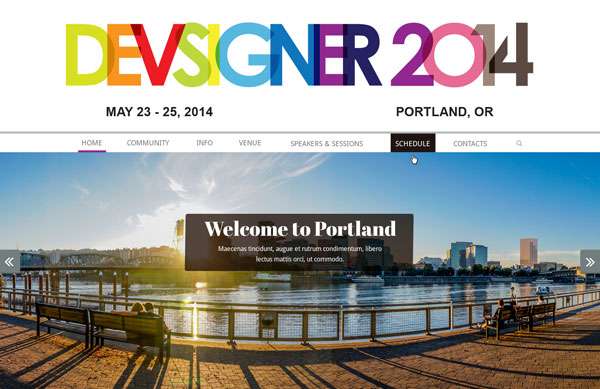 DEVSIGNER 2014
MAY 23 - 25, 2014 PORTLAND, OR
HOME COMMUNITY INFO VENUE SPEAKERS & SESSIONS SCHEDULE CONTACTS
Welcome to Portland
Maecenas tincidunt, augue et rutrum condimentum, libero
lectus mattis orci, ut commodo.